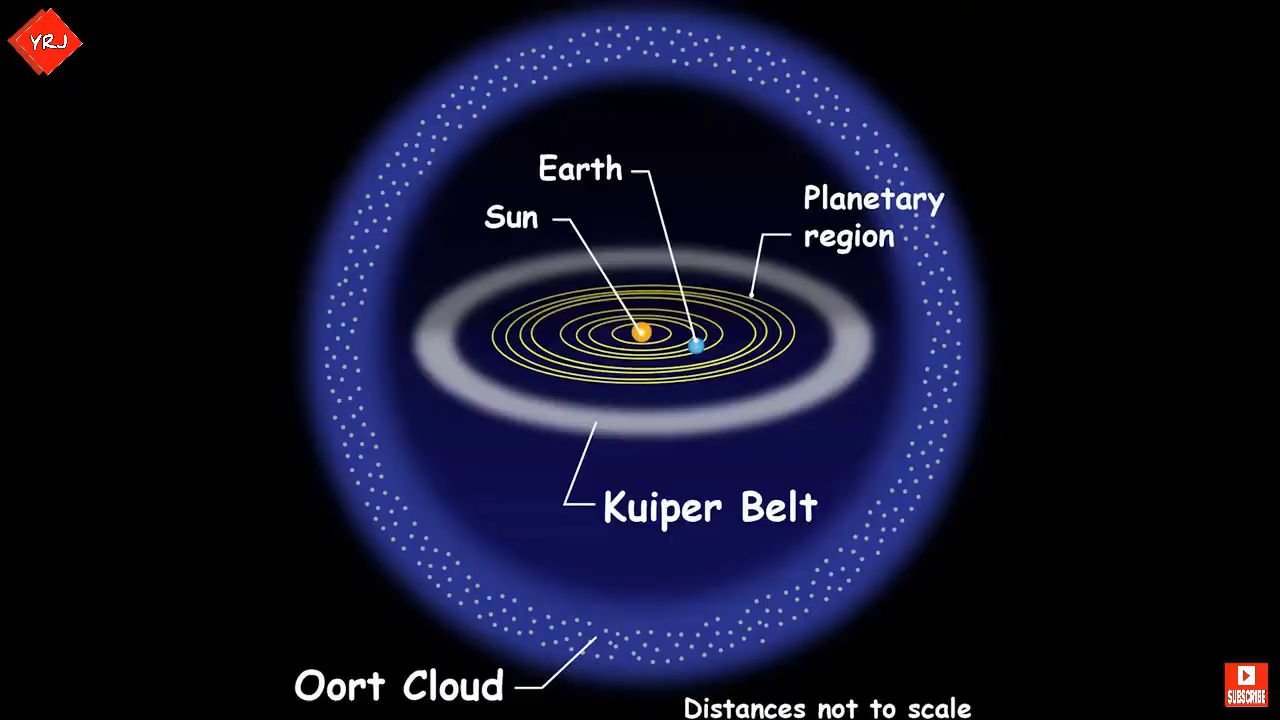 YRJ
Earth
Sun
Planetary
region
Kuiper Belt
Oort Cloud
Distances not to scale
SUBSCRIBE